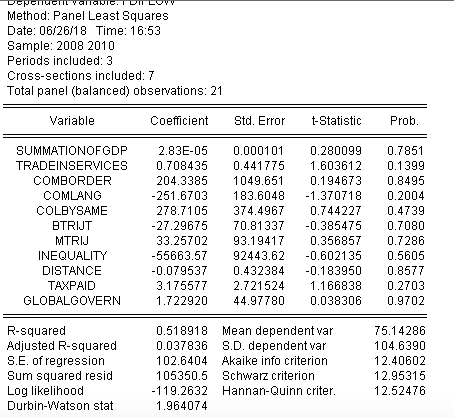 Method: Panel Least Squares
Date: 06/26/18 Time: 16:53
Sample: 2008 2010
Periods included: 3
Cross-sections included: 7
Total panel (balanced) observations: 21
Variable Coefficient Std. Error t-Statistic Prob.
SUMMATIONOFGDP 2.83E-05 0.000101 0.280099 0.7851
TRADEINSERVICES 0.708435 0.441775 1.603612 0.1399
COMBORDER 204.3385 1049.651 0.194673 0.8495
COMLANG -251.6703 183.6048 -1.370718 0.2004
COLBYSAME 278.7105 374.4967 0.744227 0.4739
BTRIJT -27.29675 70.81337 -0.385475 0.7080
MTRIJ 33.25702 93.19417 0.356857 0.7286
INEQUALITY -55663.57 92443.62 -0.602135 0.5605
DISTANCE -0.079537 0.432384 -0.183950 0.8577
TAXPAID 3.175577 2.721524 1.166838 0.2703
GLOBALGOVERN 1.722920 44.97780 0.038306 0.9702
R-squared 0.518918 Mean dependent var 75.14286
Adjusted R-squared 0.037836 S.D. dependent var 104.6390
S.E. of regression 102.6404 Akaike info criterion 12.40602
Sum squared resid 105350.5 Schwarz criterion 12.95315
Log likelihood -119.2632 Hannan-Quinn criter. 12.52476
Durbin-Watson stat 1.964074